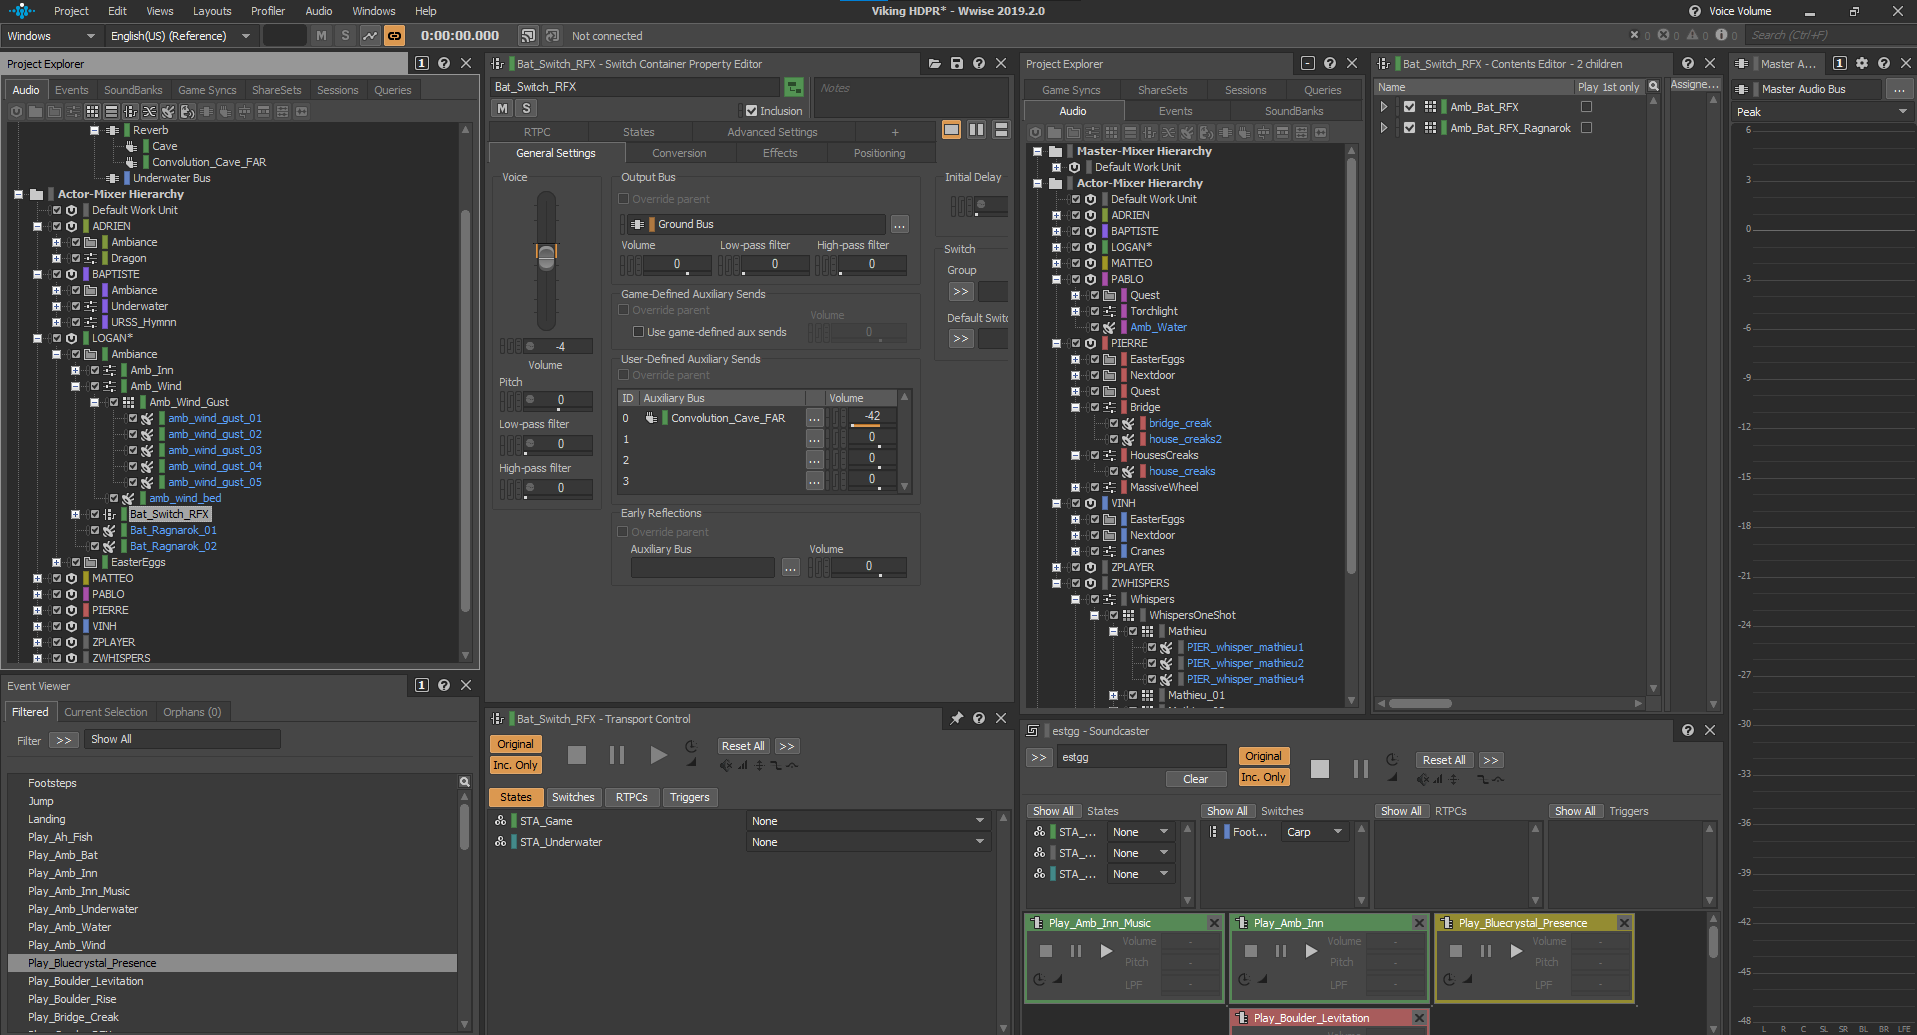 Project Edit Views Layouts Profiler Audio Windows Help
Viking HDPR* - Wwise 2019.2.0
Voice Volume
Windows English(US) (Reference) M S 0:00:00.000 Not connected
0 0 0 0 Search (Ctrl+F)
Project Explorer 1
Audio Events SoundBanks Game Syncs ShareSets Sessions Queries
Reverb
Cave
Convolution_Cave_FAR
Underwater Bus
Actor-Mixer Hierarchy
Default Work Unit
ADRIEN
Ambiance
Dragon
BAPTISTE
Ambiance
Underwater
URSS_Hymnn
LOGAN*
Ambiance
Amb_Inn
Amb_Wind
Amb_Wind_Gust
amb_wind_gust_01
amb_wind_gust_02
amb_wind_gust_03
amb_wind_gust_04
amb_wind_gust_05
amb_wind_bed
Bat_Switch_RFX
Bat_Ragnarok_01
Bat_Ragnarok_02
EasterEggs
MATTEO
PABLO
PIERRE
VINH
ZPLAYER
ZWHISPERS
Event Viewer 1
Filtered Current Selection Orphans (0)
Filter >> Show All
Footsteps
Jump
Landing
Play_Ah_Fish
Play_Amb_Bat
Play_Amb_Inn
Play_Amb_Inn_Music
Play_Amb_Underwater
Play_Amb_Water
Play_Amb_Wind
Play_Bluecrystal_Presence
Play_Boulder_Levitation
Play_Boulder_Rise
Play_Bridge_Creak
Bat_Switch_RFX - Switch Container Property Editor
Bat_Switch_RFX
Notes
M S Inclusion
RTPC States Advanced Settings +
General Settings Conversion Effects Positioning
Voice
-4
Volume
Pitch
0
Low-pass filter
0
High-pass filter
0
Output Bus
Override parent
Ground Bus ...
Volume Low-pass filter High-pass filter
0 0 0
Game-Defined Auxiliary Sends
Override parent
Volume
Use game-defined aux sends 0
User-Defined Auxiliary Sends
Override parent
ID Auxiliary Bus Volume
0 Convolution_Cave_FAR ... -42
1 ... 0
2 ... 0
3 ... 0
Early Reflections
Override parent
Auxiliary Bus Volume
... 0
Initial Delay
Switch
Group
>>
Default Switc
>>
Bat_Switch_RFX - Transport Control
Original
Inc. Only
Reset All >>
States Switches RTPCs Triggers
STA_Game None
STA_Underwater None
Project Explorer
Game Syncs ShareSets Sessions Queries
Audio Events SoundBanks
Master-Mixer Hierarchy
Default Work Unit
Actor-Mixer Hierarchy
Default Work Unit
ADRIEN
BAPTISTE
LOGAN*
MATTEO
PABLO
Quest
Torchlight
Amb_Water
PIERRE
EasterEggs
Nextdoor
Quest
Bridge
bridge_creak
house_creaks2
HousesCreaks
house_creaks
MassiveWheel
VINH
EasterEggs
Nextdoor
Cranes
ZPLAYER
ZWHISPERS
Whispers
WhispersOneShot
Mathieu
PIER_whisper_mathieu1
PIER_whisper_mathieu2
PIER_whisper_mathieu4
Mathieu_01
Bat_Switch_RFX - Contents Editor - 2 children
Name Play 1st only Assigne...
Amb_Bat_RFX
Amb_Bat_RFX_Ragnarok
estgg - Soundcaster
>> estgg
Clear
Original
Inc. Only
Reset All >>
Show All States Show All Switches Show All RTPCs Show All Triggers
STA_... None Foot... Carp
STA_... None
STA_... None
Play_Amb_Inn_Music Play_Amb_Inn Play_Bluecrystal_Presence
Volume - Volume - Volume -
Pitch - Pitch - Pitch -
LPF - LPF - LPF -
Play_Boulder_Levitation
Master A... 1
Master Audio Bus ...
Peak
6
3
0
-3
-6
-9
-12
-15
-18
-21
-24
-27
-30
-33
-36
-39
-42
-45
-48
L R C SL SR BL BR LFE